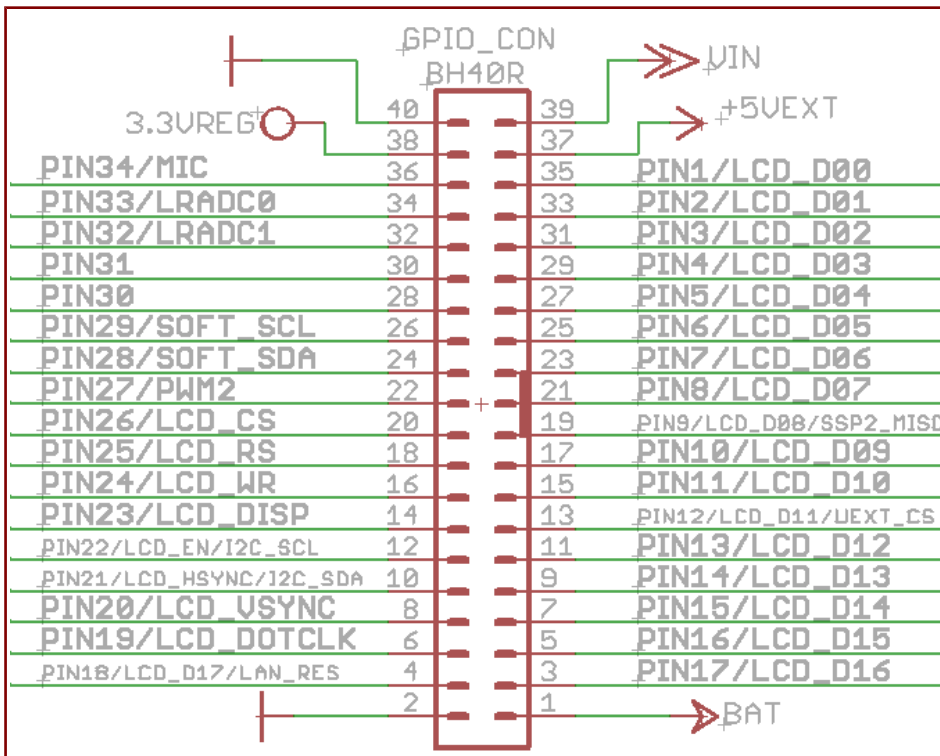 GPIO_CON
BH40R
VIN
40 39
3.3VREG +5VEXT
38 37
PIN34/MIC 36 35 PIN1/LCD_D00
PIN33/LRADC0 34 33 PIN2/LCD_D01
PIN32/LRADC1 32 31 PIN3/LCD_D02
PIN31 30 29 PIN4/LCD_D03
PIN30 28 27 PIN5/LCD_D04
PIN29/SOFT_SCL 26 25 PIN6/LCD_D05
PIN28/SOFT_SDA 24 23 PIN7/LCD_D06
PIN27/PWM2 22 21 PIN8/LCD_D07
PIN26/LCD_CS 20 19 PIN9/LCD_D08/SSP2_MISO
PIN25/LCD_RS 18 17 PIN10/LCD_D09
PIN24/LCD_WR 16 15 PIN11/LCD_D10
PIN23/LCD_DISP 14 13 PIN12/LCD_D11/UEXT_CS
PIN22/LCD_EN/I2C_SCL 12 11 PIN13/LCD_D12
PIN21/LCD_HSYNC/I2C_SDA 10 9 PIN14/LCD_D13
PIN20/LCD_VSYNC 8 7 PIN15/LCD_D14
PIN19/LCD_DOTCLK 6 5 PIN16/LCD_D15
PIN18/LCD_D17/LAN_RES 4 3 PIN17/LCD_D16
2 1 BAT